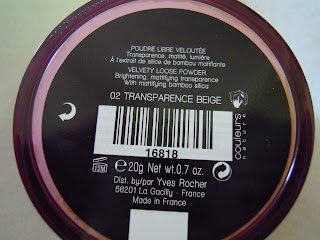 POUDRE LIBRE VELOUTÉE
Transparence, matité, lumière
À l'extrait de silice de bambou matifiante
VELVETY LOOSE POWDER
Brightening, mattifying transparence
With mattifying bamboo silica
02 TRANSPARENCE BEIGE
couleurs
nature
16818
12M
℮20g Net wt.0.7 oz.
Dist. by/par Yves Rocher
56201 La Gacilly - France
Made in France